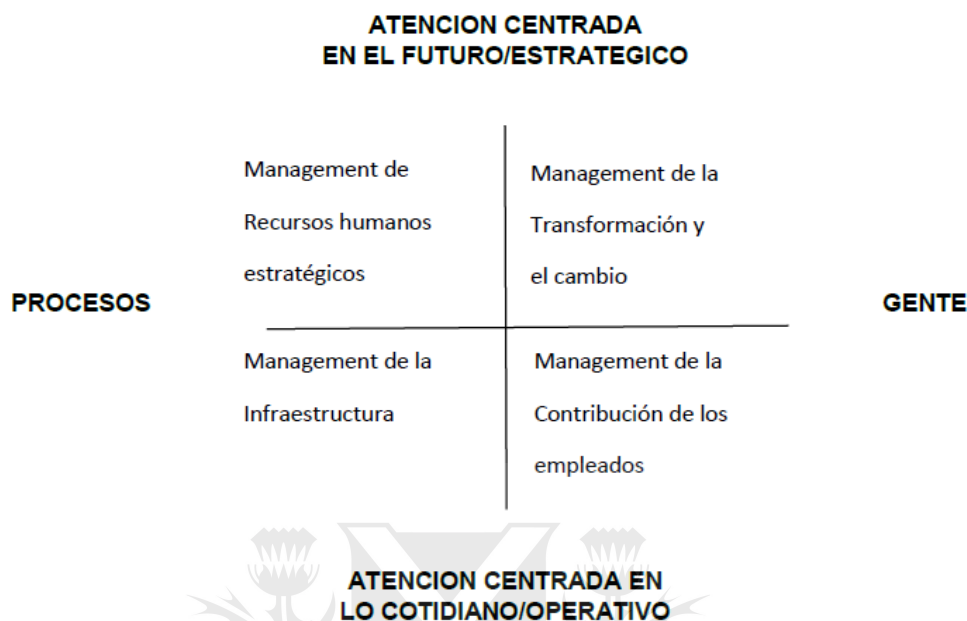 ATENCION CENTRADA
EN EL FUTURO/ESTRATEGICO
Management de
Recursos humanos
estratégicos
Management de la
Transformación y
el cambio
PROCESOS
GENTE
Management de la
Infraestructura
Management de la
Contribución de los
empleados
ATENCION CENTRADA EN
LO COTIDIANO/OPERATIVO